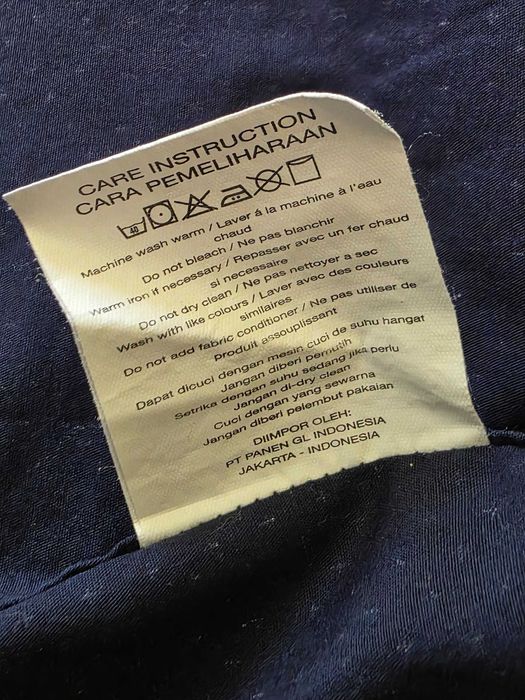 CARE INSTRUCTION
CARA PEMELIHARAAN
40
Machine wash warm / Laver á la machine à l'eau
chaud
Do not bleach / Ne pas blanchir
Warm iron if necessary / Repasser avec un fer chaud
si necessaire
Do not dry clean / Ne pas nettoyer a sec
Wash with like colours / Laver avec des couleurs
similaires
Do not add fabric conditioner / Ne pas utiliser de
Produit assouplissant
Dapat dicuci dengan mesin cuci de suhu hangat
Jangan diberi pemutih
Setrika dengan suhu sedang jika perlu
Jangan di-dry clean
Cuci dengan yang sewarna
Jangan diberi pelembut pakaian
DIIMPOR OLEH:
PT PANEN GL INDONESIA
JAKARTA - INDONESIA